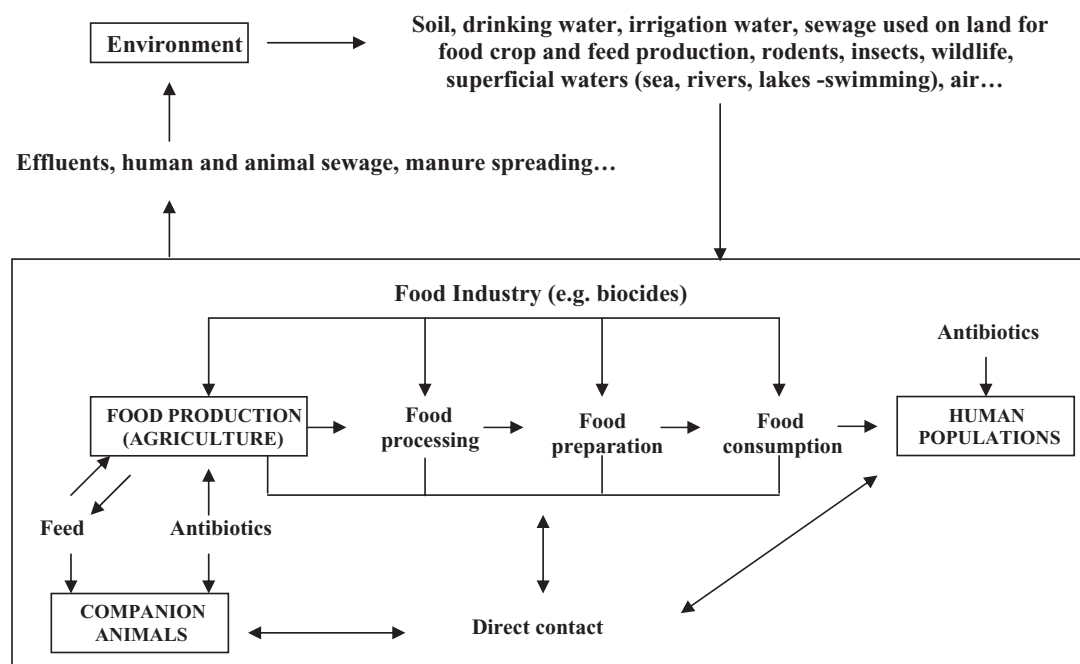 Environment
Soil, drinking water, irrigation water, sewage used on land for
food crop and feed production, rodents, insects, wildlife,
superficial waters (sea, rivers, lakes -swimming), air…
Effluents, human and animal sewage, manure spreading…
Food Industry (e.g. biocides)
Antibiotics
FOOD PRODUCTION
(AGRICULTURE)
Food
processing
Food
preparation
Food
consumption
HUMAN
POPULATIONS
Feed
Antibiotics
COMPANION
ANIMALS
Direct contact